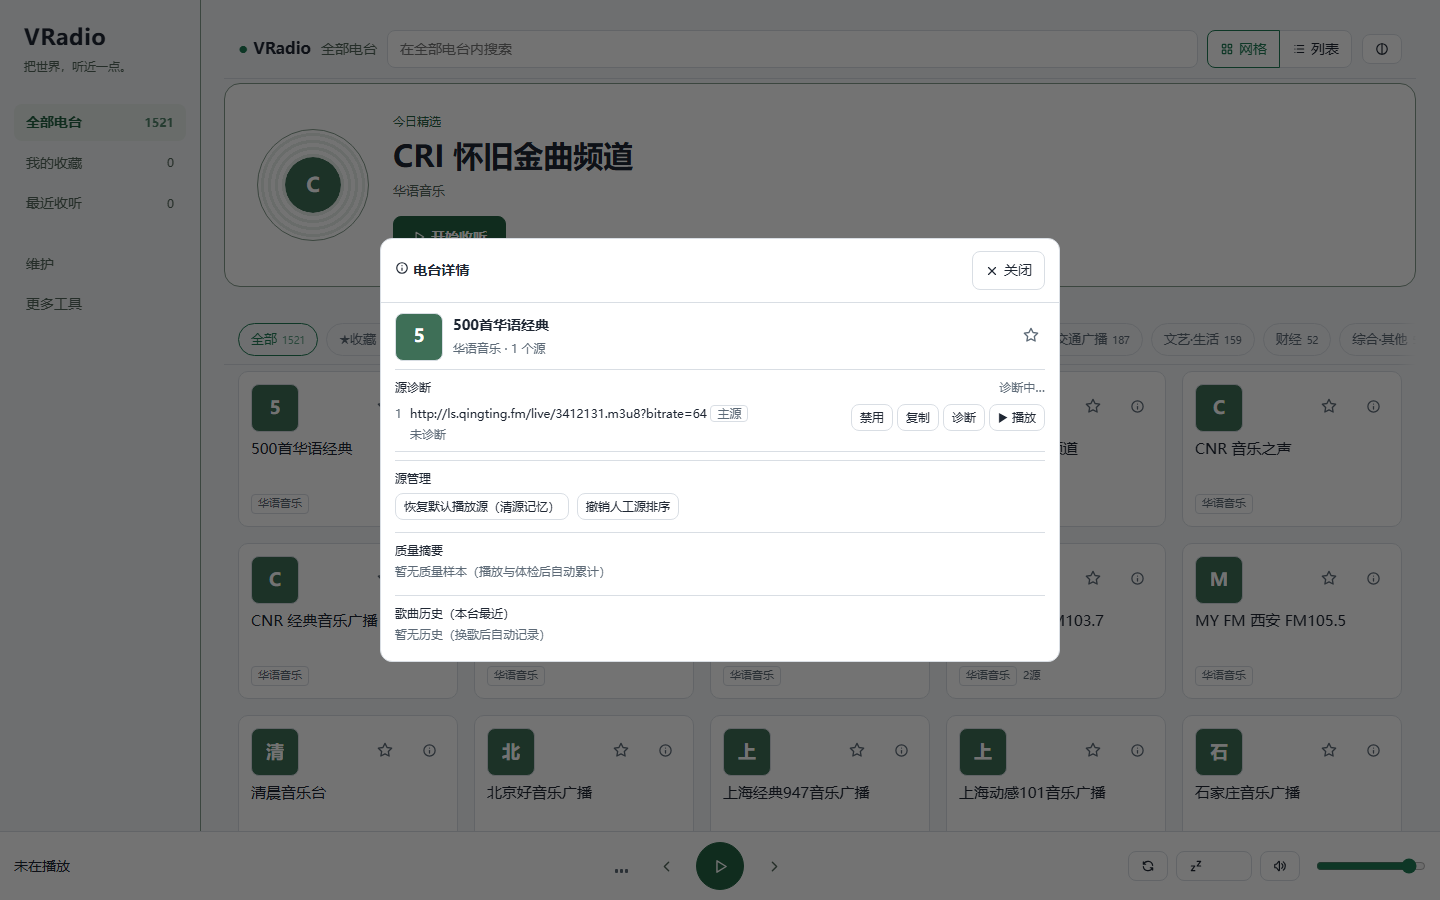 VRadio
把世界，听近一点。
全部电台 1521
我的收藏 0
最近收听 0
维护
更多工具
VRadio 全部电台
在全部电台内搜索
网格
列表
C
今日精选
CRI 怀旧金曲频道
华语音乐
开始收听
全部 1521
★收藏
交通广播 187
文艺·生活 159
财经 52
综合·其他
电台详情
关闭
5
500首华语经典
华语音乐 · 1 个源
源诊断
诊断中...
1 http://ls.qingting.fm/live/3412131.m3u8?bitrate=64 主源
未诊断
禁用
复制
诊断
▶ 播放
源管理
恢复默认播放源（清源记忆）
撤销人工源排序
质量摘要
暂无质量样本（播放与体检后自动累计）
歌曲历史（本台最近）
暂无历史（换歌后自动记录）
5
500首华语经典
华语音乐
C
CNR 音乐之声
华语音乐
C
CNR 经典音乐广播
华语音乐
华语音乐
华语音乐
103.7
华语音乐 2源
M
MY FM 西安 FM105.5
华语音乐
清
清晨音乐台
北
北京好音乐广播
上
上海经典947音乐广播
上
上海动感101音乐广播
石
石家庄音乐广播
未在播放
...
zZ